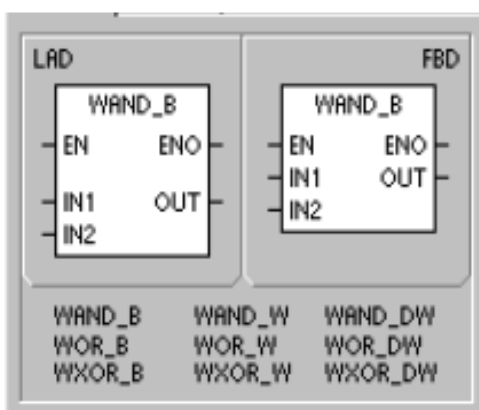 LAD FBD
WAND_B WAND_B
EN ENO EN ENO
IN1 OUT IN1 OUT
IN2 IN2
WAND_B WAND_W WAND_DW
WOR_B WOR_W WOR_DW
WXOR_B WXOR_W WXOR_DW